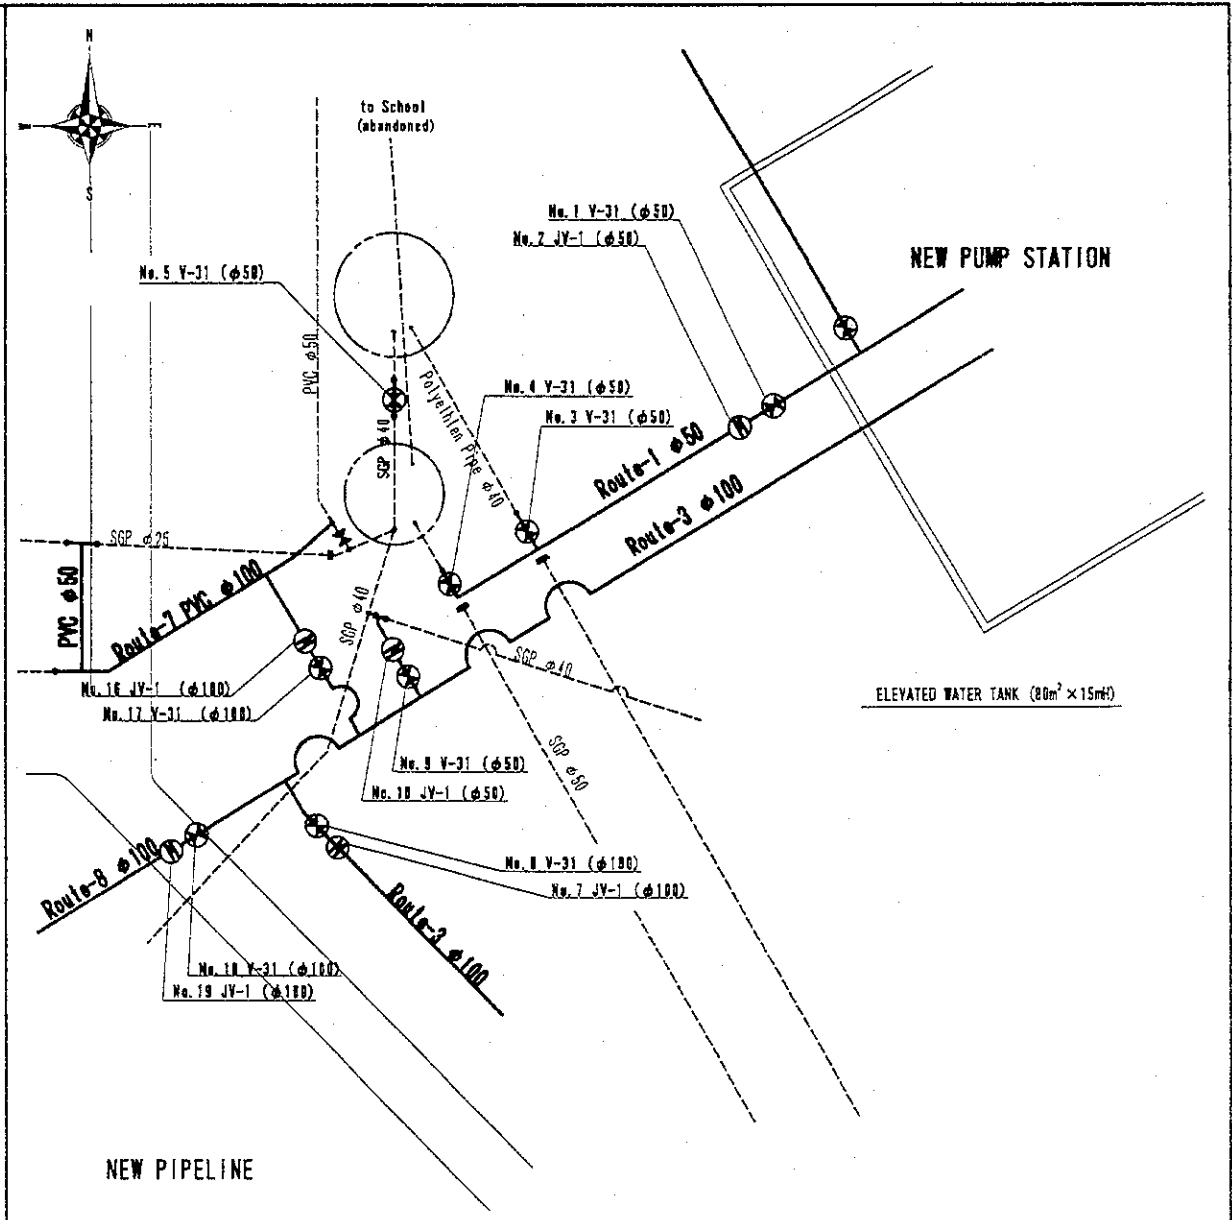 N
W
E
S
to School
(abandoned)
No. 1 V-31 (φ50)
No. 2 JV-1 (φ50)
NEW PUMP STATION
No. 5 V-31 (φ50)
PVC φ50
Polyethlen Pipe φ40
No. 4 V-31 (φ50)
No. 3 V-31 (φ50)
SGP φ40
Route-1 φ50
Route-3 φ100
SGP φ25
PVC φ50
Route-7 PVC φ100
SGP φ40
SGP φ40
No. 16 JV-1 (φ100)
No. 17 V-31 (φ100)
ELEVATED WATER TANK (80m³×15mH)
No. 9 V-31 (φ50)
No. 10 JV-1 (φ50)
SGP φ50
Route-8 φ100
No. 8 V-31 (φ100)
No. 7 JV-1 (φ100)
Route-3 φ100
No. 18 V-31 (φ100)
No. 19 JV-1 (φ100)
NEW PIPELINE